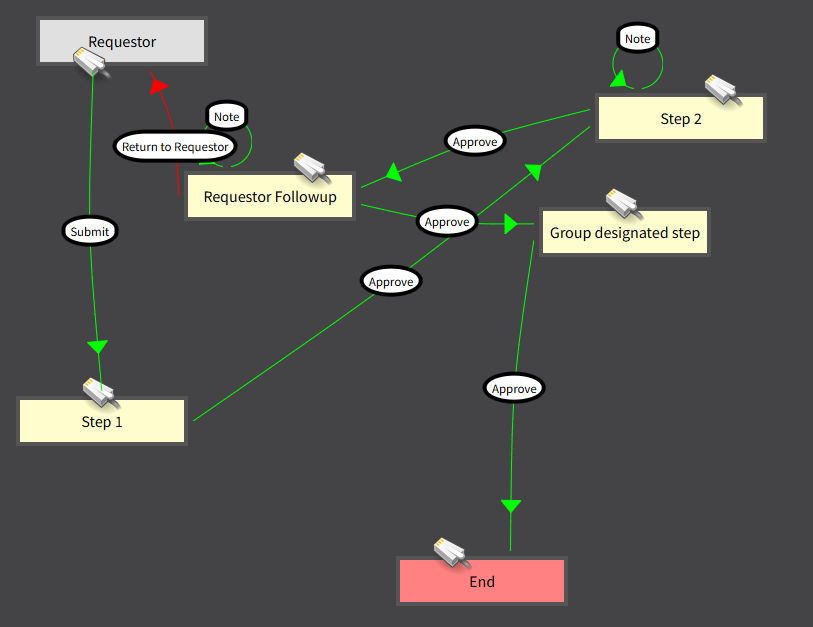 Requestor
Note
Note
Step 2
Approve
Return to Requestor
Requestor Followup
Approve
Group designated step
Submit
Approve
Approve
Step 1
End